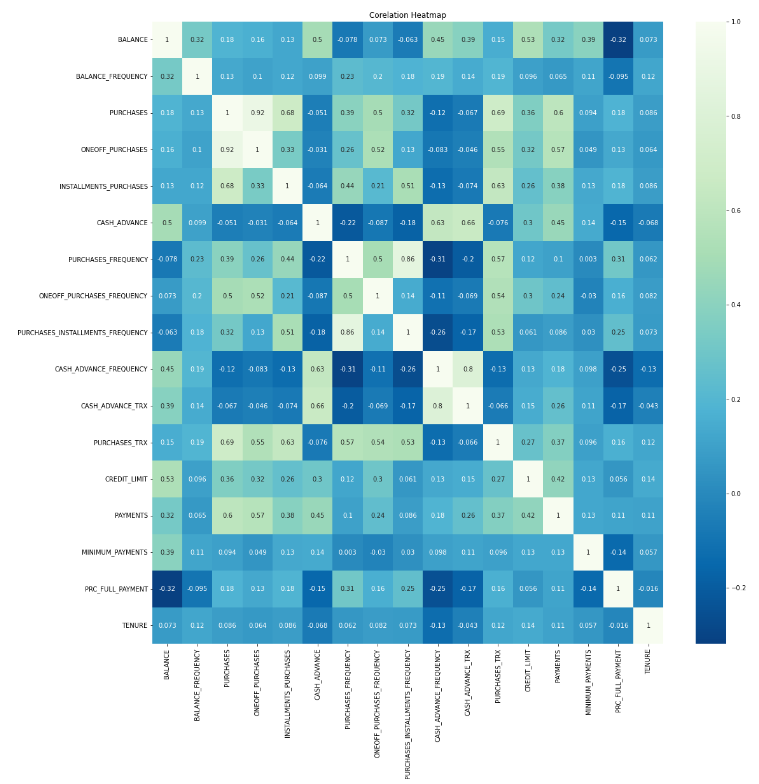 Corelation Heatmap
BALANCE 1 0.32 0.18 0.16 0.13 0.5 -0.078 0.073 -0.063 0.45 0.39 0.15 0.53 0.32 0.39 -0.32 0.073
BALANCE_FREQUENCY 0.32 1 0.13 0.1 0.12 0.099 0.23 0.2 0.18 0.19 0.14 0.19 0.096 0.065 0.11 -0.095 0.12
PURCHASES 0.18 0.13 1 0.92 0.68 -0.051 0.39 0.5 0.32 -0.12 -0.067 0.69 0.36 0.6 0.094 0.18 0.086
ONEOFF_PURCHASES 0.16 0.1 0.92 1 0.33 -0.031 0.26 0.52 0.13 -0.083 -0.046 0.55 0.32 0.57 0.049 0.13 0.064
INSTALLMENTS_PURCHASES 0.13 0.12 0.68 0.33 1 -0.064 0.44 0.21 0.51 -0.13 -0.074 0.63 0.26 0.38 0.13 0.18 0.086
CASH_ADVANCE 0.5 0.099 -0.051 -0.031 -0.064 1 -0.22 -0.087 -0.18 0.63 0.66 -0.076 0.3 0.45 0.14 -0.15 -0.068
PURCHASES_FREQUENCY -0.078 0.23 0.39 0.26 0.44 -0.22 1 0.5 0.86 -0.31 -0.2 0.57 0.12 0.1 0.003 0.31 0.062
ONEOFF_PURCHASES_FREQUENCY 0.073 0.2 0.5 0.52 0.21 -0.087 0.5 1 0.14 -0.11 -0.069 0.54 0.3 0.24 -0.03 0.16 0.082
PURCHASES_INSTALLMENTS_FREQUENCY -0.063 0.18 0.32 0.13 0.51 -0.18 0.86 0.14 1 -0.26 -0.17 0.53 0.061 0.086 0.03 0.25 0.073
CASH_ADVANCE_FREQUENCY 0.45 0.19 -0.12 -0.083 -0.13 0.63 -0.31 -0.11 -0.26 1 0.8 -0.13 0.13 0.18 0.098 -0.25 -0.13
CASH_ADVANCE_TRX 0.39 0.14 -0.067 -0.046 -0.074 0.66 -0.2 -0.069 -0.17 0.8 1 -0.066 0.15 0.26 0.11 -0.17 -0.043
PURCHASES_TRX 0.15 0.19 0.69 0.55 0.63 -0.076 0.57 0.54 0.53 -0.13 -0.066 1 0.27 0.37 0.096 0.16 0.12
CREDIT_LIMIT 0.53 0.096 0.36 0.32 0.26 0.3 0.12 0.3 0.061 0.13 0.15 0.27 1 0.42 0.13 0.056 0.14
PAYMENTS 0.32 0.065 0.6 0.57 0.38 0.45 0.1 0.24 0.086 0.18 0.26 0.37 0.42 1 0.13 0.11 0.11
MINIMUM_PAYMENTS 0.39 0.11 0.094 0.049 0.13 0.14 0.003 -0.03 0.03 0.098 0.11 0.096 0.13 0.13 1 -0.14 0.057
PRC_FULL_PAYMENT -0.32 -0.095 0.18 0.13 0.18 -0.15 0.31 0.16 0.25 -0.25 -0.17 0.16 0.056 0.11 -0.14 1 -0.016
TENURE 0.073 0.12 0.086 0.064 0.086 -0.068 0.062 0.082 0.073 -0.13 -0.043 0.12 0.14 0.11 0.057 -0.016 1
BALANCE
BALANCE_FREQUENCY
PURCHASES
ONEOFF_PURCHASES
INSTALLMENTS_PURCHASES
CASH_ADVANCE
PURCHASES_FREQUENCY
ONEOFF_PURCHASES_FREQUENCY
PURCHASES_INSTALLMENTS_FREQUENCY
CASH_ADVANCE_FREQUENCY
CASH_ADVANCE_TRX
PURCHASES_TRX
CREDIT_LIMIT
PAYMENTS
MINIMUM_PAYMENTS
PRC_FULL_PAYMENT
TENURE
1.0
0.8
0.6
0.4
0.2
0.0
−0.2